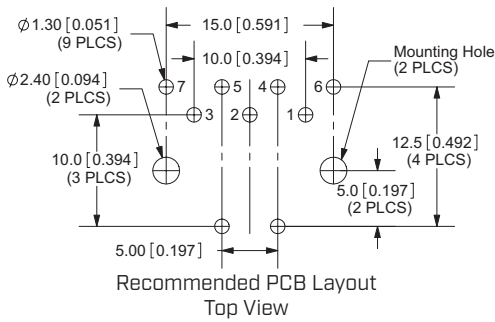 ⌀1.30 [0.051]
(9 PLCS)
15.0 [0.591]
10.0 [0.394]
Mounting Hole
(2 PLCS)
⌀2.40 [0.094]
(2 PLCS)
7 5 4 6
3 2 1
10.0 [0.394]
(3 PLCS)
12.5 [0.492]
(4 PLCS)
5.0 [0.197]
(2 PLCS)
5.00 [0.197]
Recommended PCB Layout
Top View